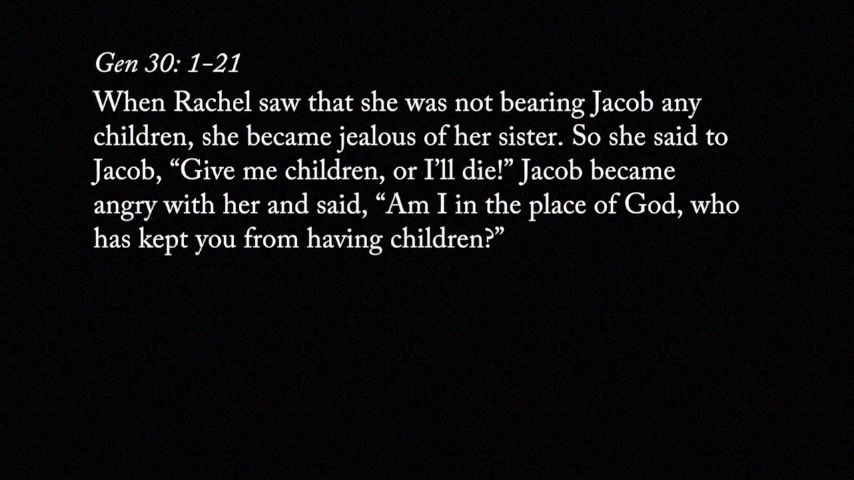 Gen 30: 1-21
When Rachel saw that she was not bearing Jacob any
children, she became jealous of her sister. So she said to
Jacob, “Give me children, or I’ll die!” Jacob became
angry with her and said, “Am I in the place of God, who
has kept you from having children?”